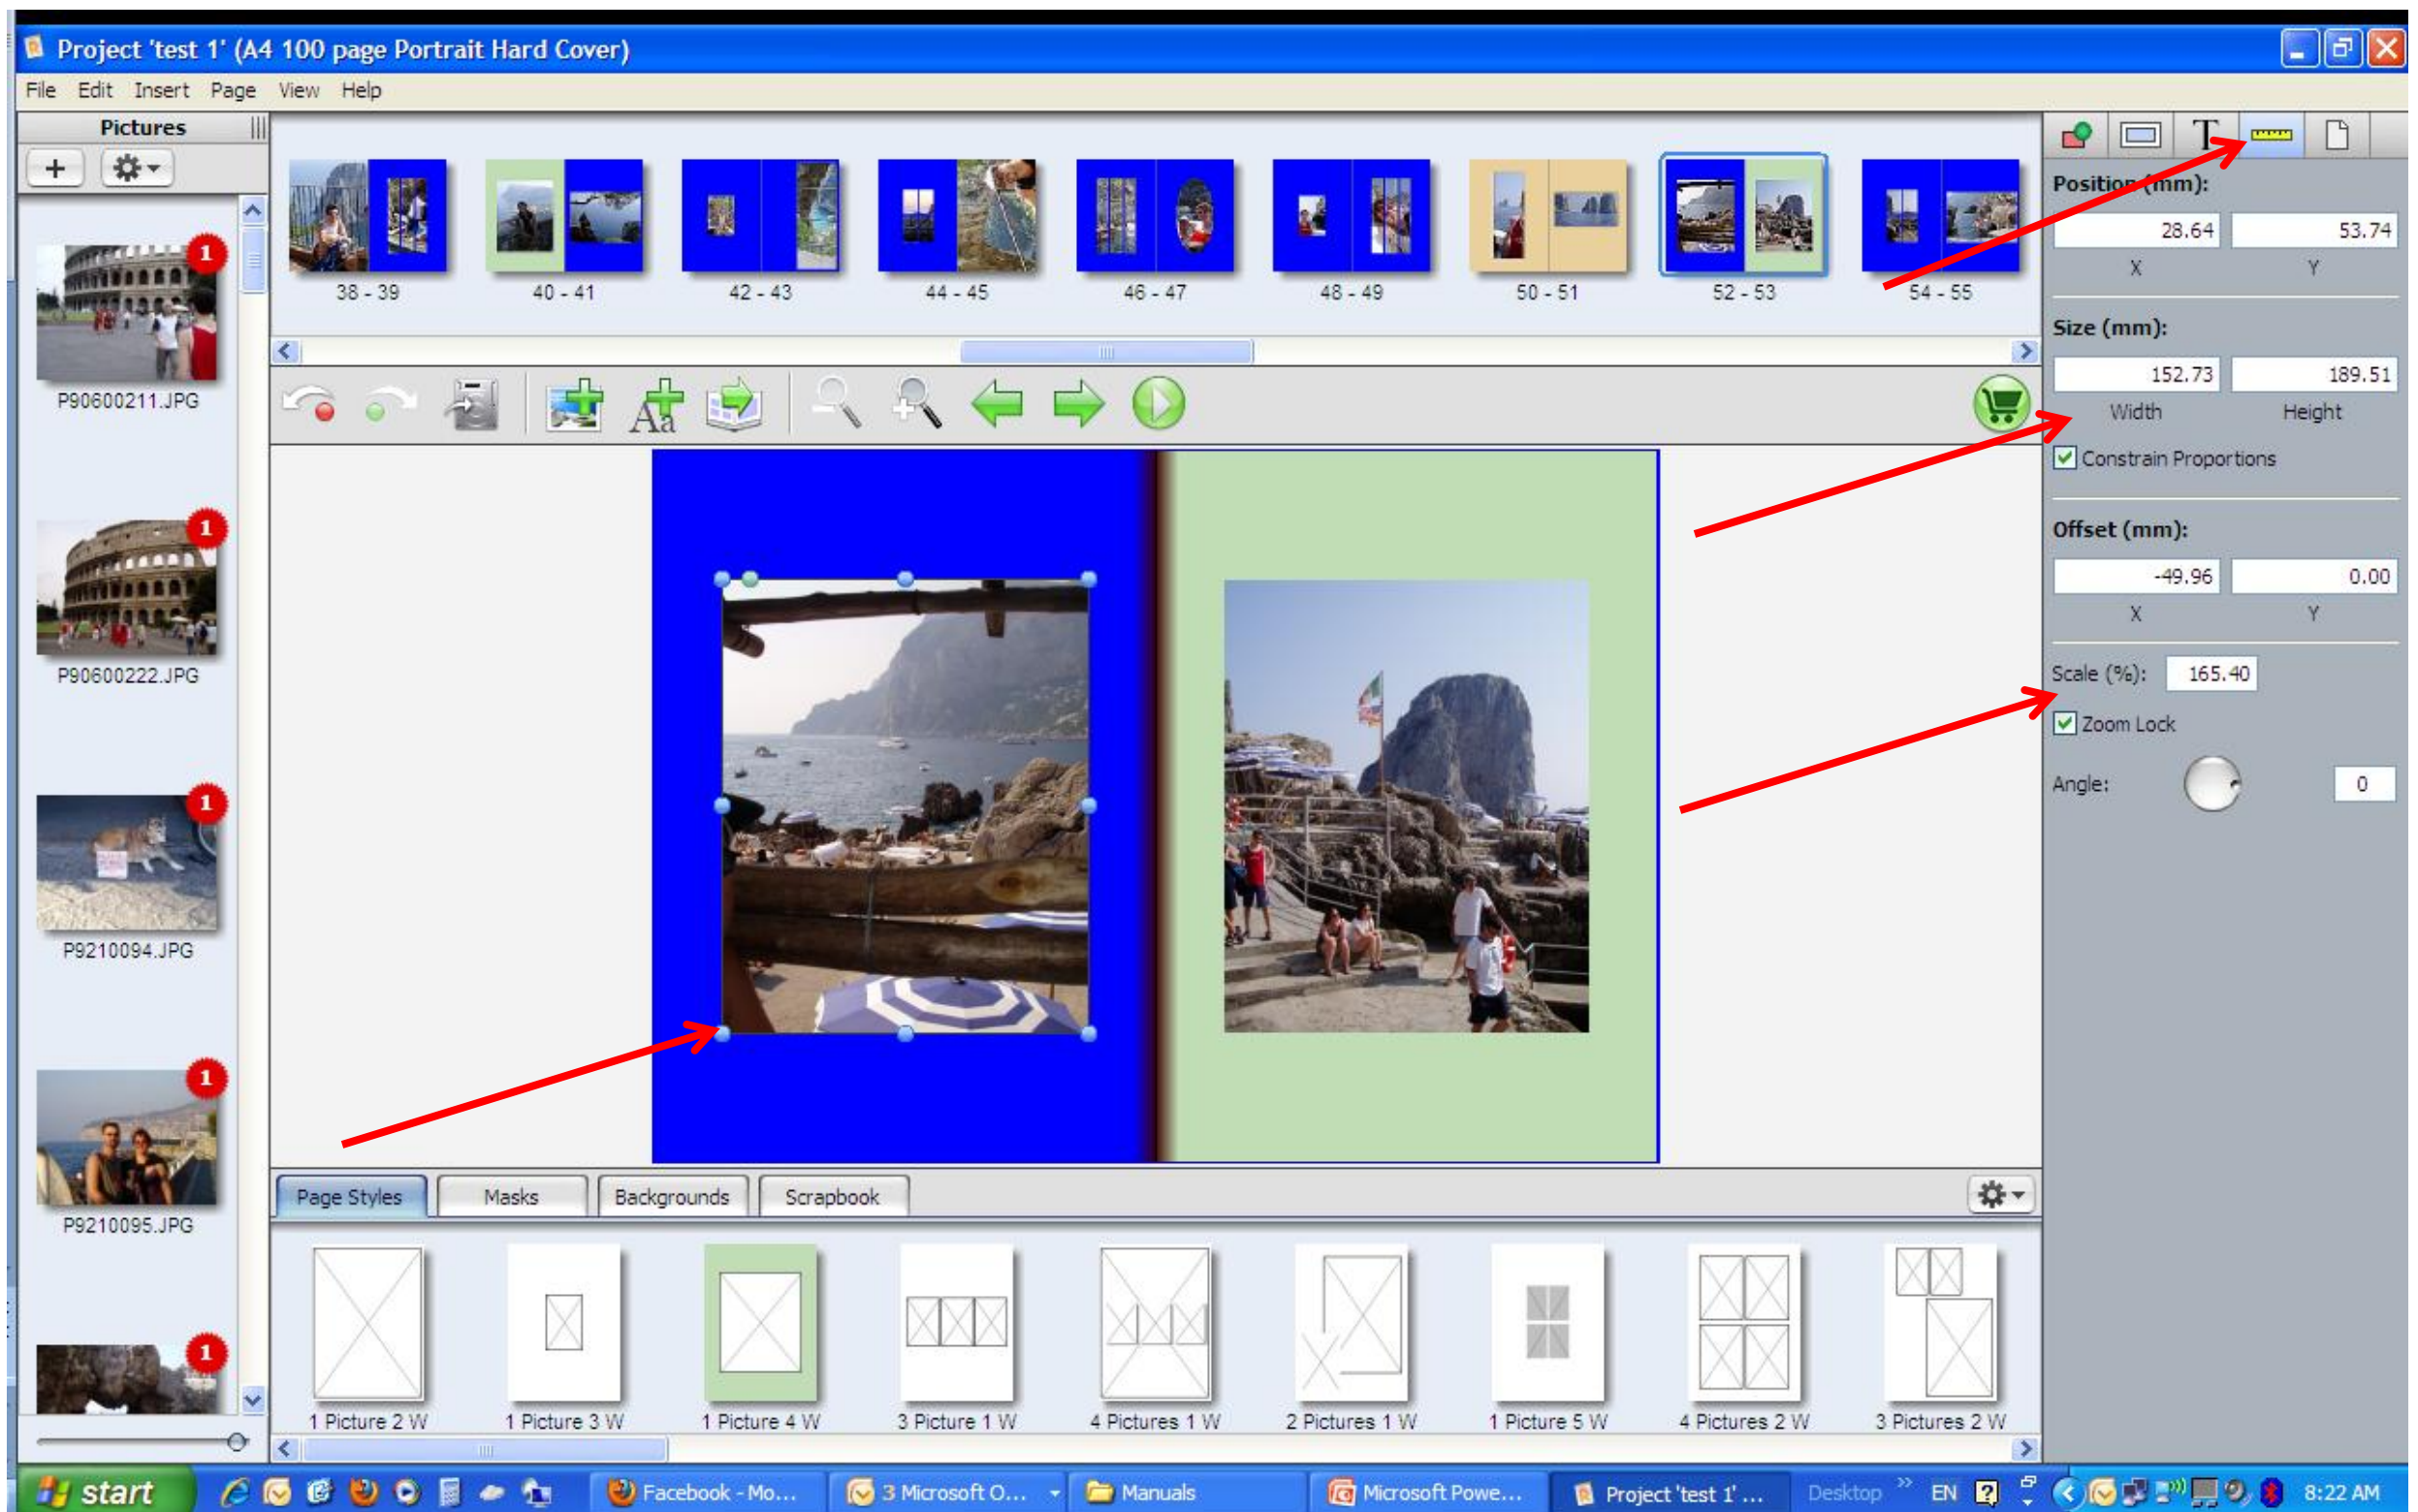 Project 'test 1' (A4 100 page Portrait Hard Cover)
File Edit Insert Page View Help
Pictures
1
P90600211.JPG
1
P90600222.JPG
1
P9210094.JPG
1
P9210095.JPG
1
38 - 39 40 - 41 42 - 43 44 - 45 46 - 47 48 - 49 50 - 51 52 - 53 54 - 55
Aa
T
Position (mm):
28.64 53.74
X Y
Size (mm):
152.73 189.51
Width Height
Constrain Proportions
Offset (mm):
-49.96 0.00
X Y
Scale (%): 165.40
Zoom Lock
Angle: 0
Page Styles Masks Backgrounds Scrapbook
1 Picture 2 W 1 Picture 3 W 1 Picture 4 W 3 Picture 1 W 4 Pictures 1 W 2 Pictures 1 W 1 Picture 5 W 4 Pictures 2 W 3 Pictures 2 W
start Facebook - Mo... 3 Microsoft O... Manuals Microsoft Powe... Project 'test 1' ... Desktop » EN 8:22 AM